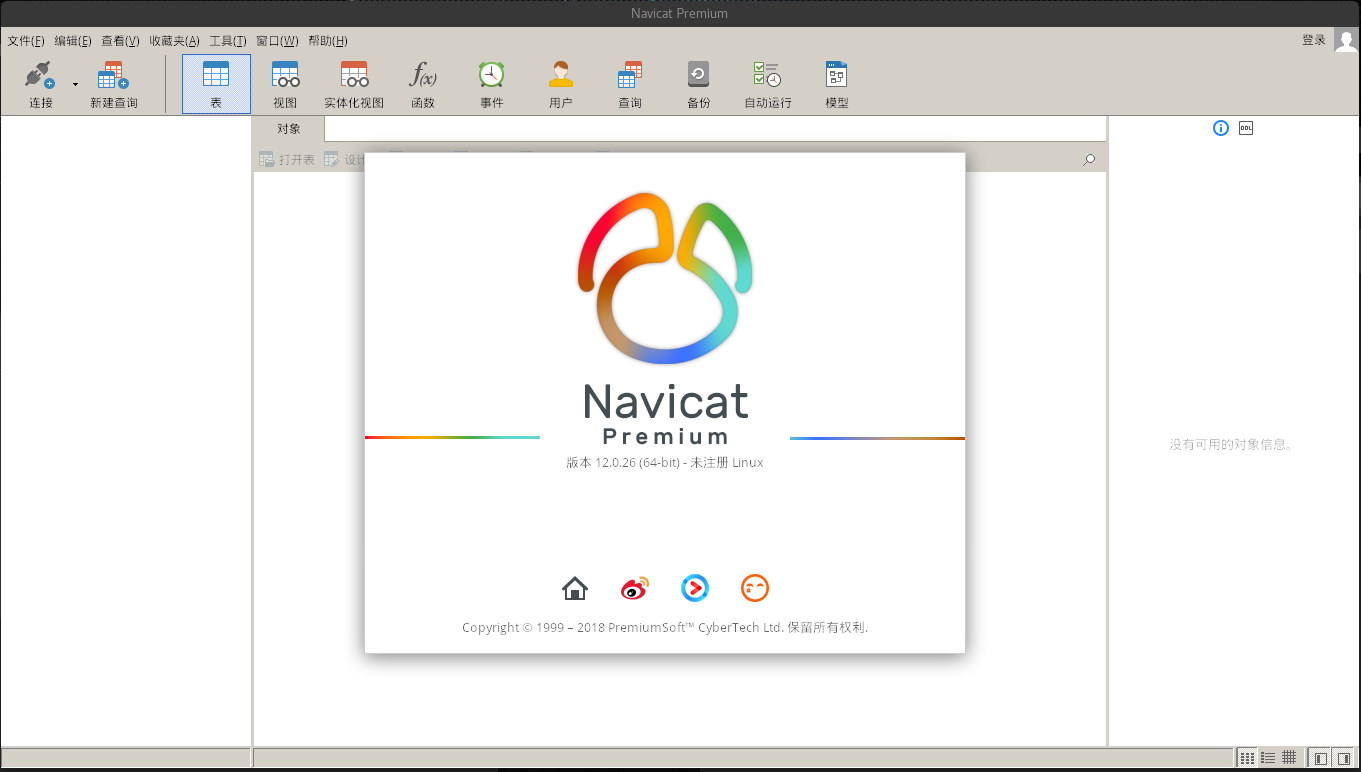 Navicat Premium
文件(F) 编辑(E) 查看(V) 收藏夹(A) 工具(T) 窗口(W) 帮助(H) 登录
连接 新建查询 表 视图 实体化视图 函数 事件 用户 查询 备份 自动运行 模型
对象
打开表 设计
DDL
Navicat
Premium
版本 12.0.26 (64-bit) - 未注册 Linux
没有可用的对象信息。
Copyright © 1999 – 2018 PremiumSoft™ CyberTech Ltd. 保留所有权利.